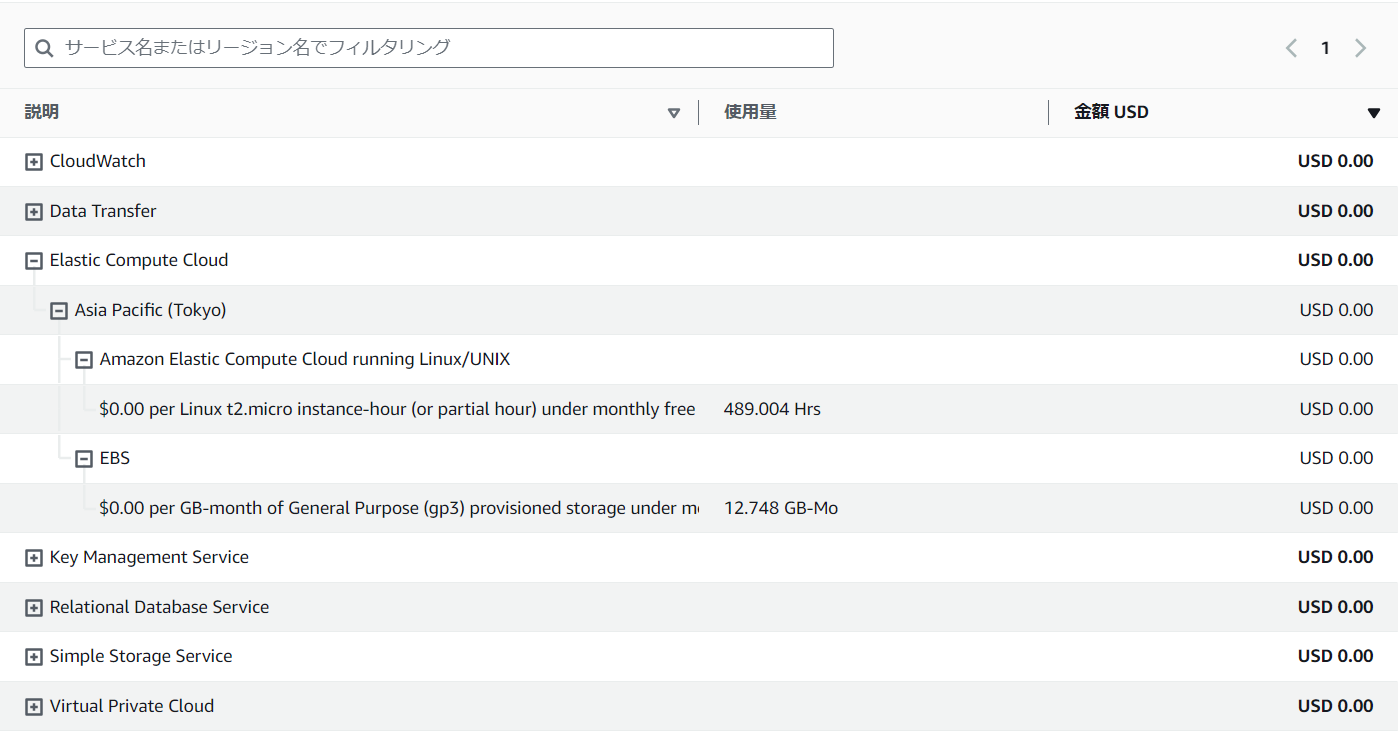 サービス名またはリージョン名でフィルタリング
1
説明 使用量 金額 USD
CloudWatch USD 0.00
Data Transfer USD 0.00
Elastic Compute Cloud USD 0.00
Asia Pacific (Tokyo) USD 0.00
Amazon Elastic Compute Cloud running Linux/UNIX USD 0.00
$0.00 per Linux t2.micro instance-hour (or partial hour) under monthly free 489.004 Hrs USD 0.00
EBS USD 0.00
$0.00 per GB-month of General Purpose (gp3) provisioned storage under 12.748 GB-Mo USD 0.00
Key Management Service USD 0.00
Relational Database Service USD 0.00
Simple Storage Service USD 0.00
Virtual Private Cloud USD 0.00